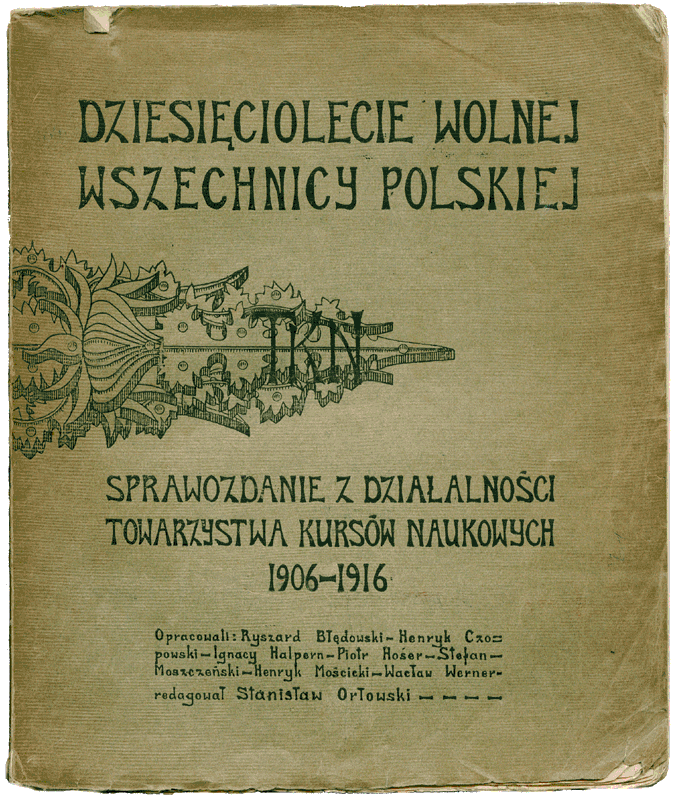 DZIESIĘCIOLECIE WOLNEJ
WSZECHNICY POLSKIEJ
TKN
SPRAWOZDANIE Z DZIAŁALNOŚCI
TOWARZYSTWA KURSÓW NAUKOWYCH
1906–1916
Opracowali: Ryszard Błędowski – Henryk Czo=
powski – Ignacy Halpern – Piotr Hośer – Stefan –
Moszczeński – Henryk Mościcki – Wacław Werner –
redagował Stanisław Orłowski – – – –